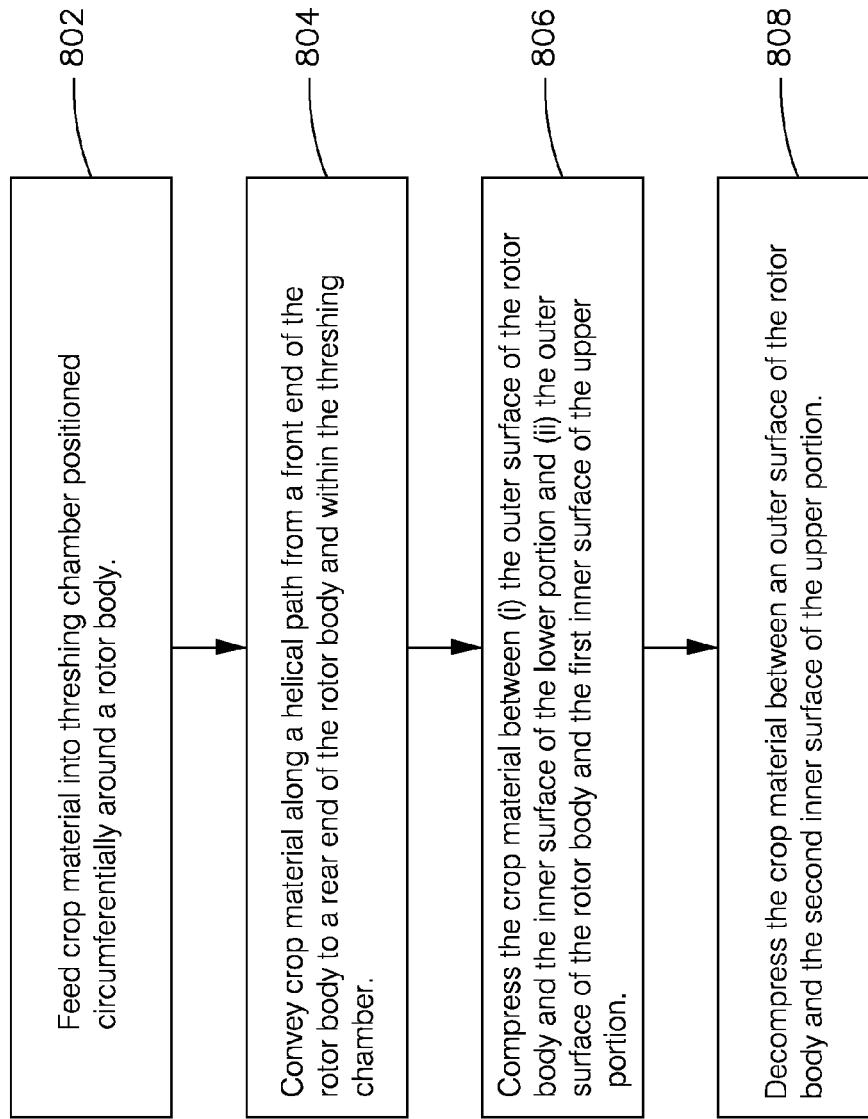 Feed crop material into threshing chamber positioned
circumferentially around a rotor body.
802
Convey crop material along a helical path from a front end of the
rotor body to a rear end of the rotor body and within the threshing
chamber.
804
Compress the crop material between (i) the outer surface of the rotor
body and the inner surface of the lower portion and (ii) the outer
surface of the rotor body and the first inner surface of the upper
portion.
806
Decompress the crop material between an outer surface of the rotor
body and the second inner surface of the upper portion.
808